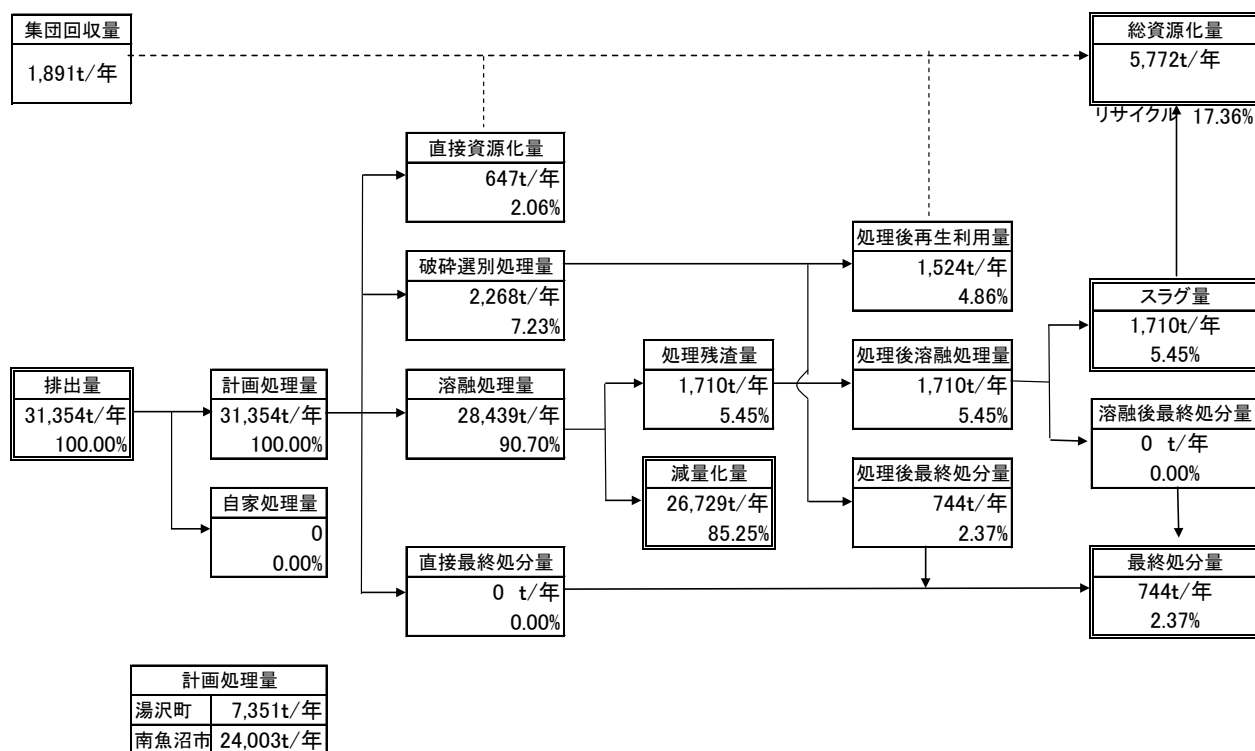 集団回収量
1,891t/年
総資源化量
5,772t/年
リサイクル 17.36%
直接資源化量
647t/年
2.06%
破砕選別処理量
2,268t/年
7.23%
処理後再生利用量
1,524t/年
4.86%
スラグ量
1,710t/年
5.45%
排出量
31,354t/年
100.00%
計画処理量
31,354t/年
100.00%
溶融処理量
28,439t/年
90.70%
処理残渣量
1,710t/年
5.45%
処理後溶融処理量
1,710t/年
5.45%
溶融後最終処分量
0 t/年
0.00%
自家処理量
0
0.00%
減量化量
26,729t/年
85.25%
処理後最終処分量
744t/年
2.37%
直接最終処分量
0 t/年
0.00%
最終処分量
744t/年
2.37%
計画処理量
湯沢町 7,351t/年
南魚沼市 24,003t/年